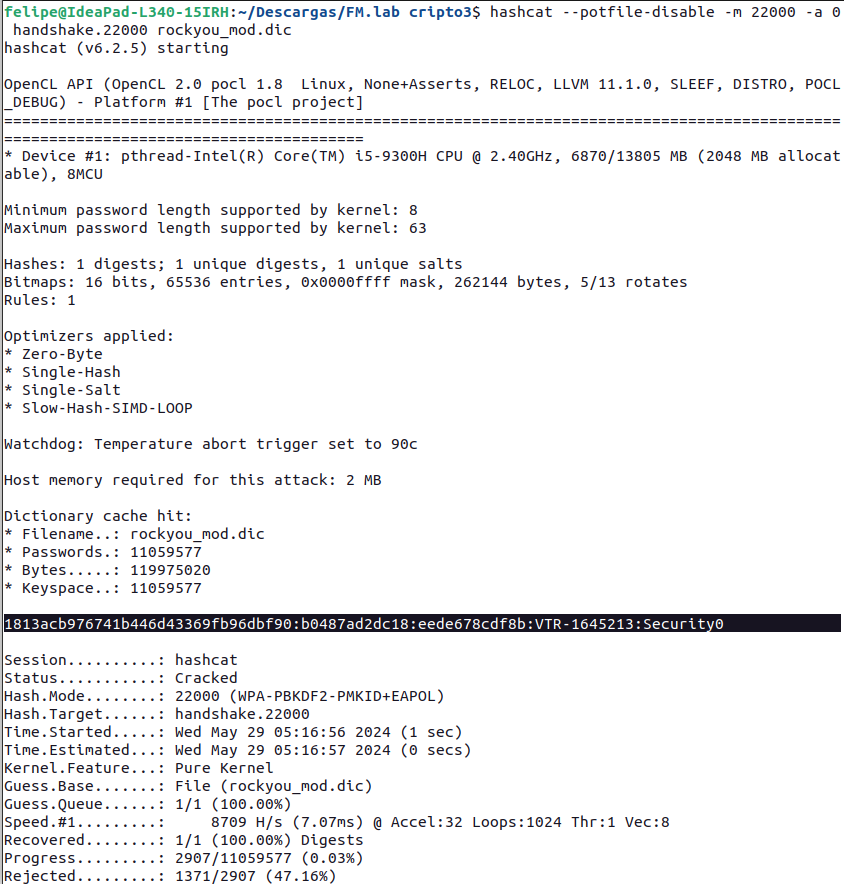 felipe@IdeaPad-L340-15IRH:~/Descargas/FM.lab cripto3$ hashcat --potfile-disable -m 22000 -a 0
 handshake.22000 rockyou_mod.dic
hashcat (v6.2.5) starting
OpenCL API (OpenCL 2.0 pocl 1.8  Linux, None+Asserts, RELOC, LLVM 11.1.0, SLEEF, DISTRO, POCL
_DEBUG) - Platform #1 [The pocl project]
=============================================================================================
========================================
* Device #1: pthread-Intel(R) Core(TM) i5-9300H CPU @ 2.40GHz, 6870/13805 MB (2048 MB allocat
able), 8MCU
Minimum password length supported by kernel: 8
Maximum password length supported by kernel: 63
Hashes: 1 digests; 1 unique digests, 1 unique salts
Bitmaps: 16 bits, 65536 entries, 0x0000ffff mask, 262144 bytes, 5/13 rotates
Rules: 1
Optimizers applied:
* Zero-Byte
* Single-Hash
* Single-Salt
* Slow-Hash-SIMD-LOOP
Watchdog: Temperature abort trigger set to 90c
Host memory required for this attack: 2 MB
Dictionary cache hit:
* Filename..: rockyou_mod.dic
* Passwords.: 11059577
* Bytes.....: 119975020
* Keyspace..: 11059577
1813acb976741b446d43369fb96dbf90:b0487ad2dc18:eede678cdf8b:VTR-1645213:Security0
Session..........: hashcat
Status...........: Cracked
Hash.Mode........: 22000 (WPA-PBKDF2-PMKID+EAPOL)
Hash.Target......: handshake.22000
Time.Started.....: Wed May 29 05:16:56 2024 (1 sec)
Time.Estimated...: Wed May 29 05:16:57 2024 (0 secs)
Kernel.Feature...: Pure Kernel
Guess.Base.......: File (rockyou_mod.dic)
Guess.Queue......: 1/1 (100.00%)
Speed.#1.........:     8709 H/s (7.07ms) @ Accel:32 Loops:1024 Thr:1 Vec:8
Recovered........: 1/1 (100.00%) Digests
Progress.........: 2907/11059577 (0.03%)
Rejected.........: 1371/2907 (47.16%)